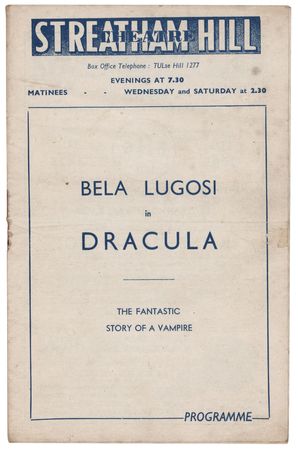 STREATHAM HILL
THEATRE
Box Office Telephone : TULse Hill 1277
EVENINGS AT 7.30
MATINEES - - WEDNESDAY and SATURDAY at 2.30
BELA LUGOSI
in
DRACULA
THE FANTASTIC
STORY OF A VAMPIRE
PROGRAMME